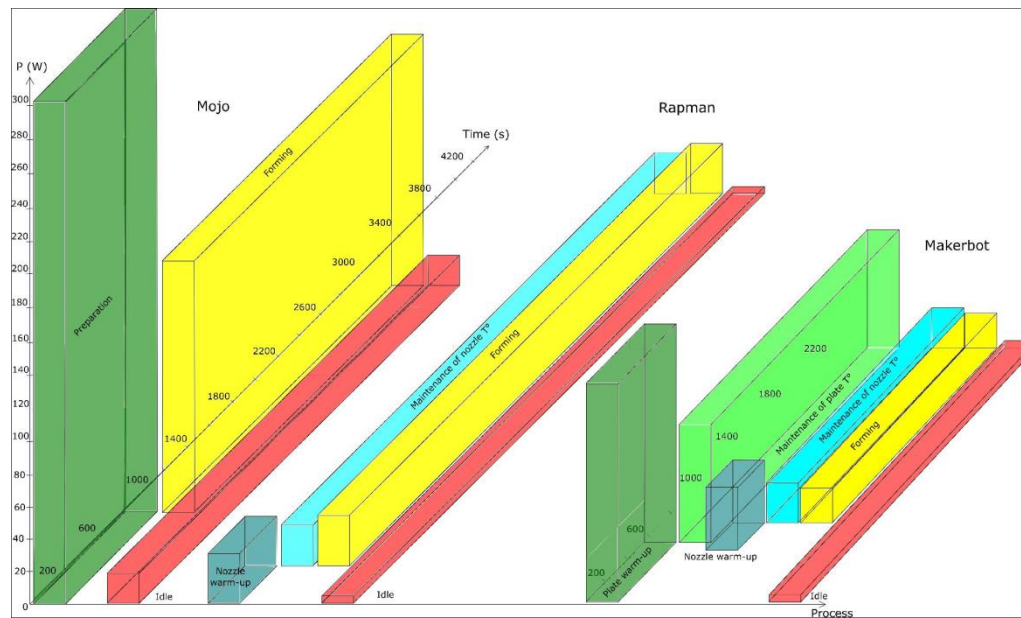 P (W)
300
280
260
240
220
200
180
160
140
120
100
80
60
40
20
0
Mojo
Preparation
Forming
Idle
Time (s)
200
600
1000
1400
1800
2200
2600
3000
3400
3800
4200
Rapman
Nozzle
warm-up
Maintenance of nozzle T°
Forming
Idle
Makerbot
Plate warm-up
Maintenance of plate T°
Nozzle warm-up
Maintenance of nozzle T°
Forming
Idle
200
600
1000
1400
1800
2200
Process